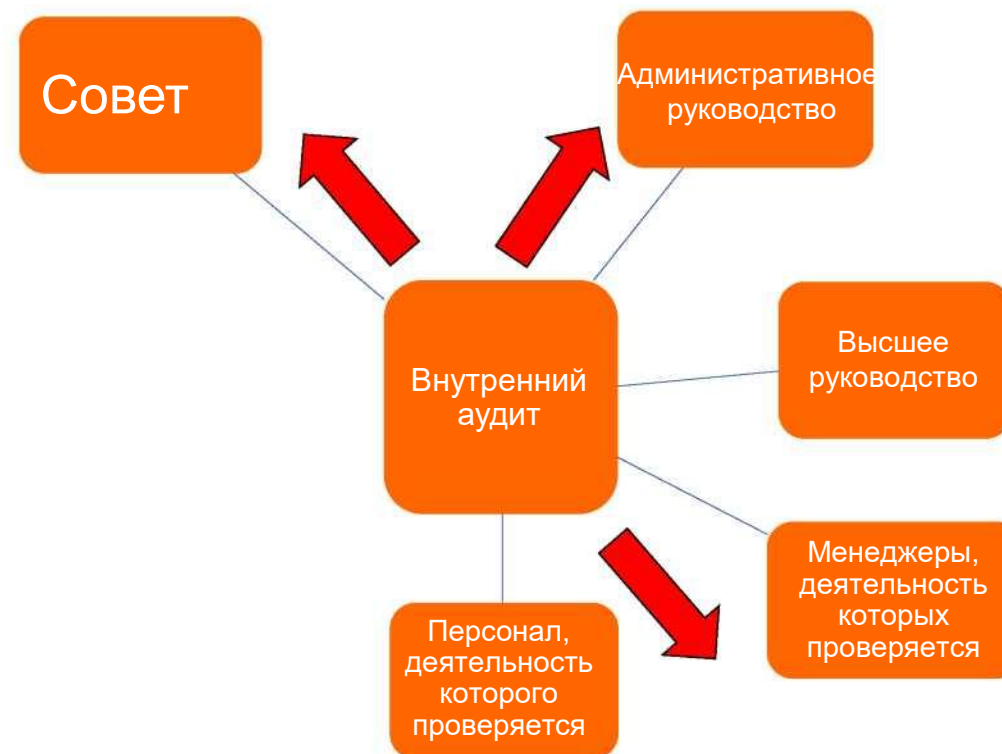 Совет
Административное
руководство
Внутренний
аудит
Высшее
руководство
Менеджеры,
деятельность
которых
проверяется
Персонал,
деятельность
которого
проверяется